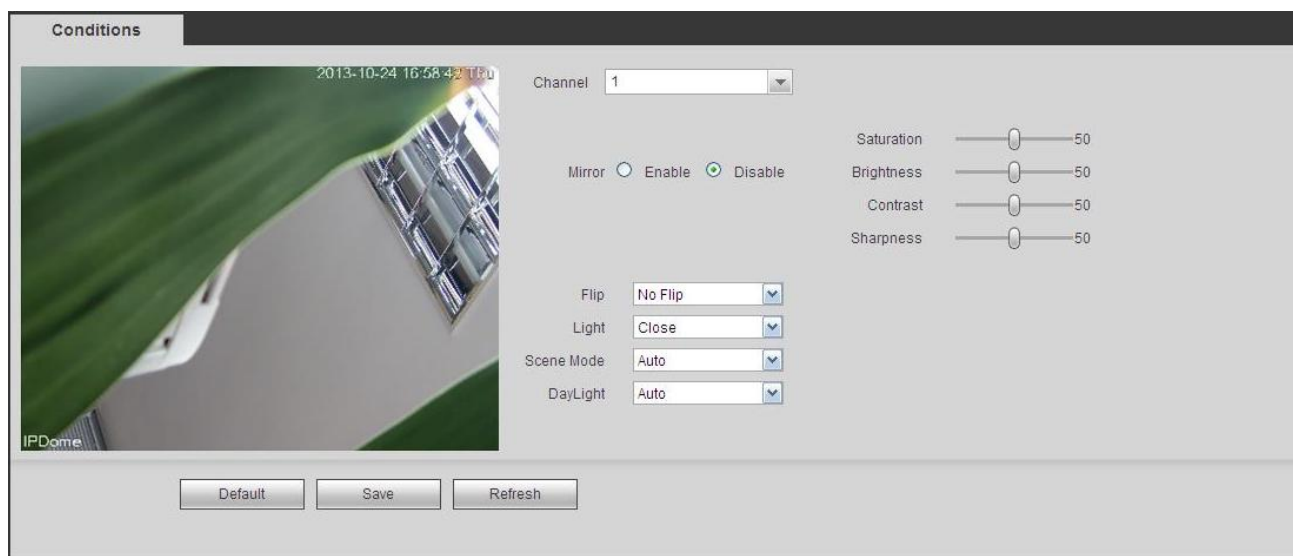 Conditions
2013-10-24 16:58:42 Thu
Channel 1
Saturation 50
Mirror Enable Disable
Brightness 50
Contrast 50
Sharpness 50
Flip No Flip
Light Close
Scene Mode Auto
DayLight Auto
IPDome
Default Save Refresh